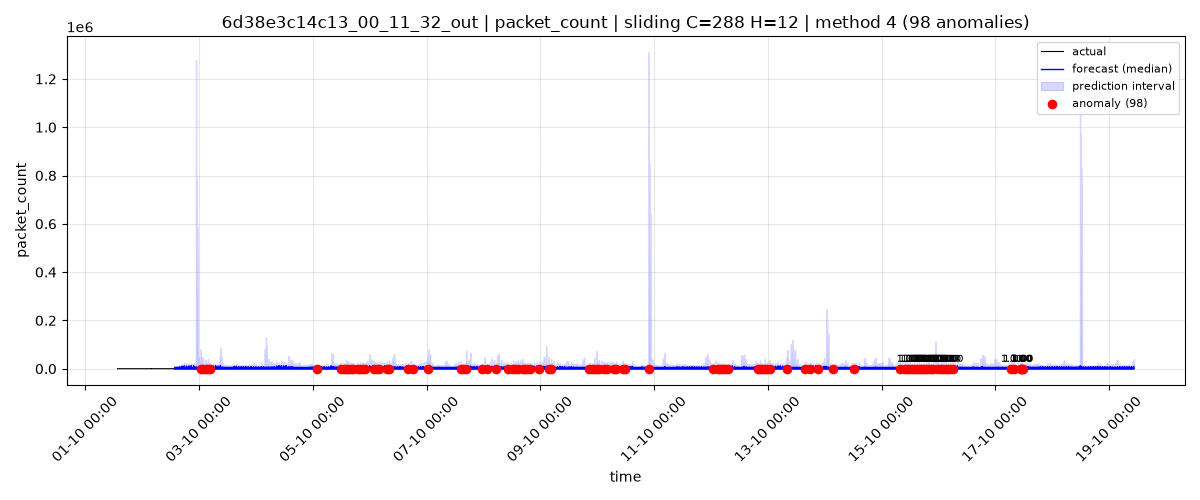 6d38e3c14c13_00_11_32_out | packet_count | sliding C=288 H=12 | method 4 (98 anomalies)
1e6
actual
forecast (median)
prediction interval
anomaly (98)
1.2
1.0
0.8
0.6
0.4
0.2
0.0
packet_count
01-10 00:00
03-10 00:00
05-10 00:00
07-10 00:00
09-10 00:00
11-10 00:00
13-10 00:00
15-10 00:00
17-10 00:00
19-10 00:00
time